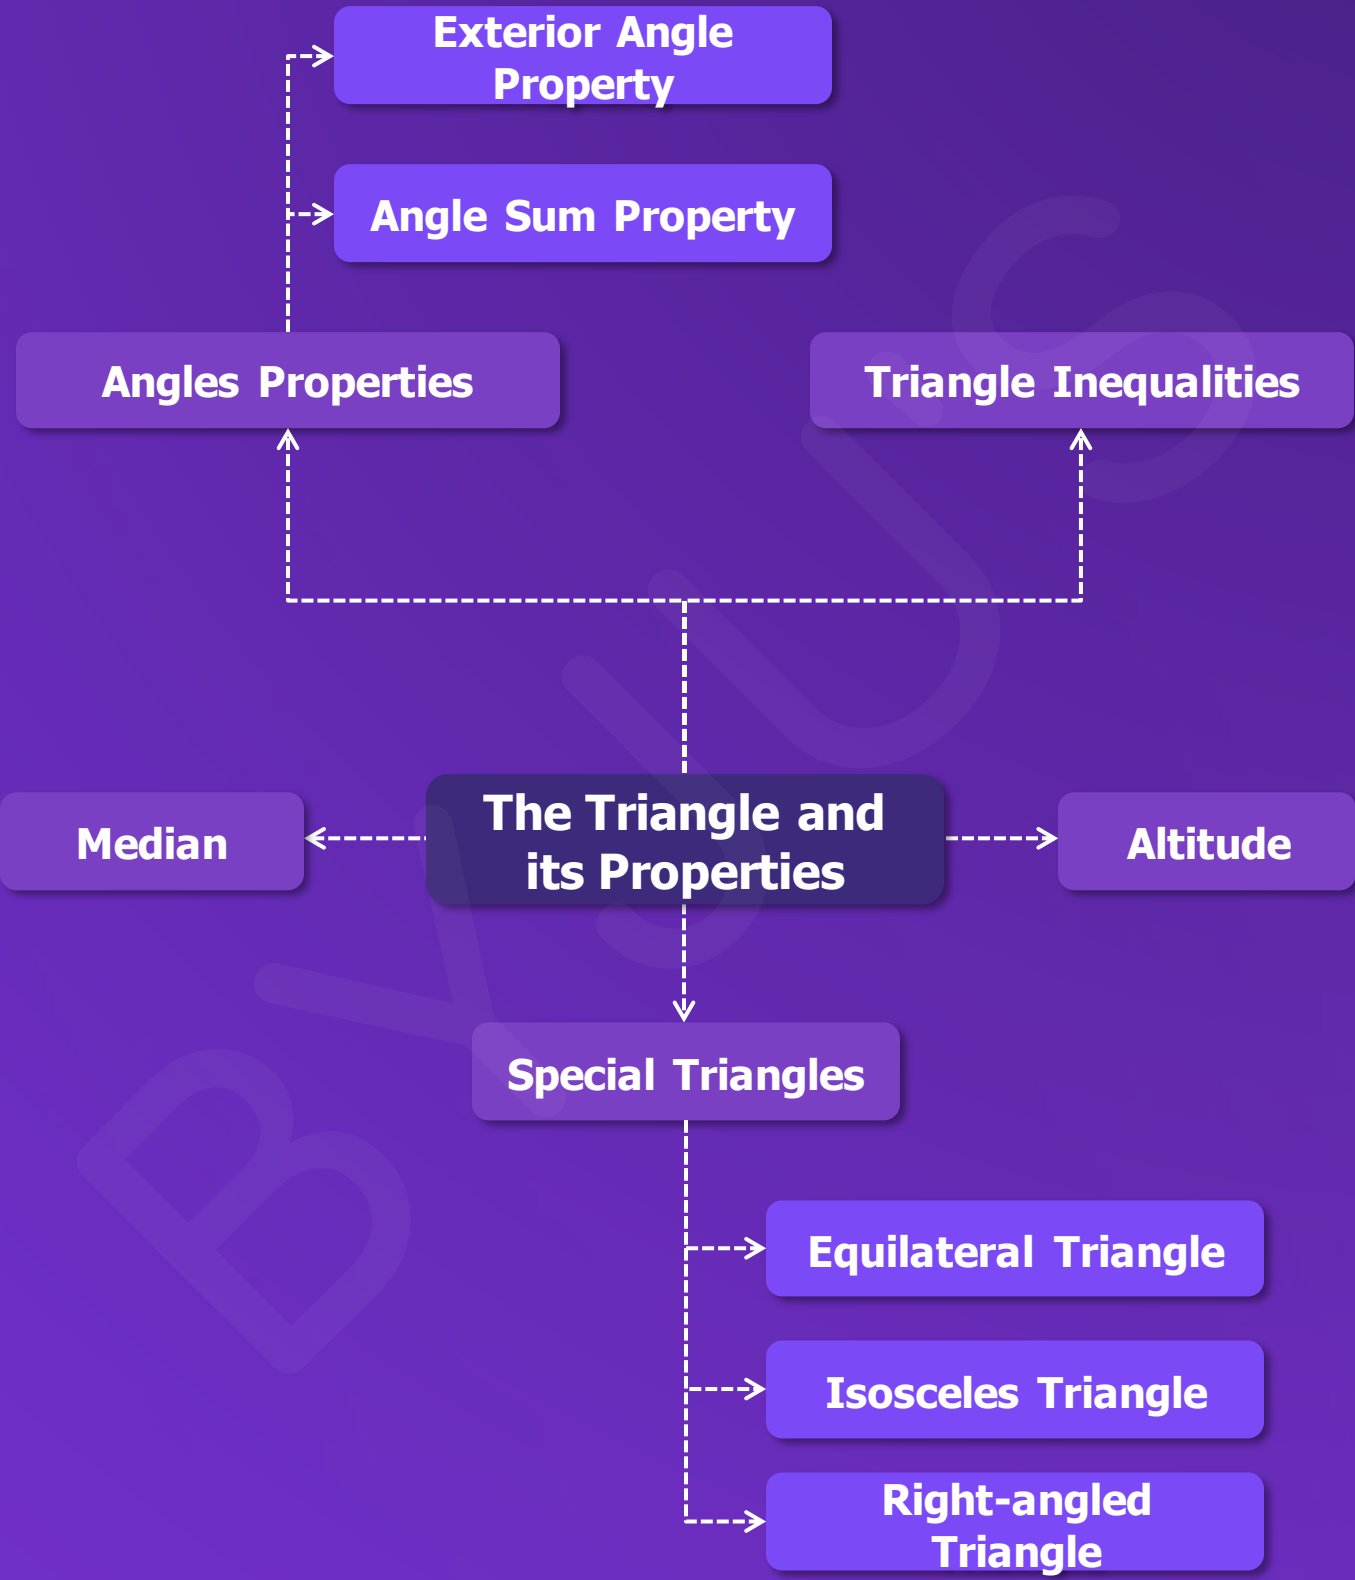 Exterior Angle
Property
Angle Sum Property
Angles Properties
Triangle Inequalities
The Triangle and
its Properties
Median
Altitude
Special Triangles
Equilateral Triangle
Isosceles Triangle
Right-angled
Triangle
BYJU'S